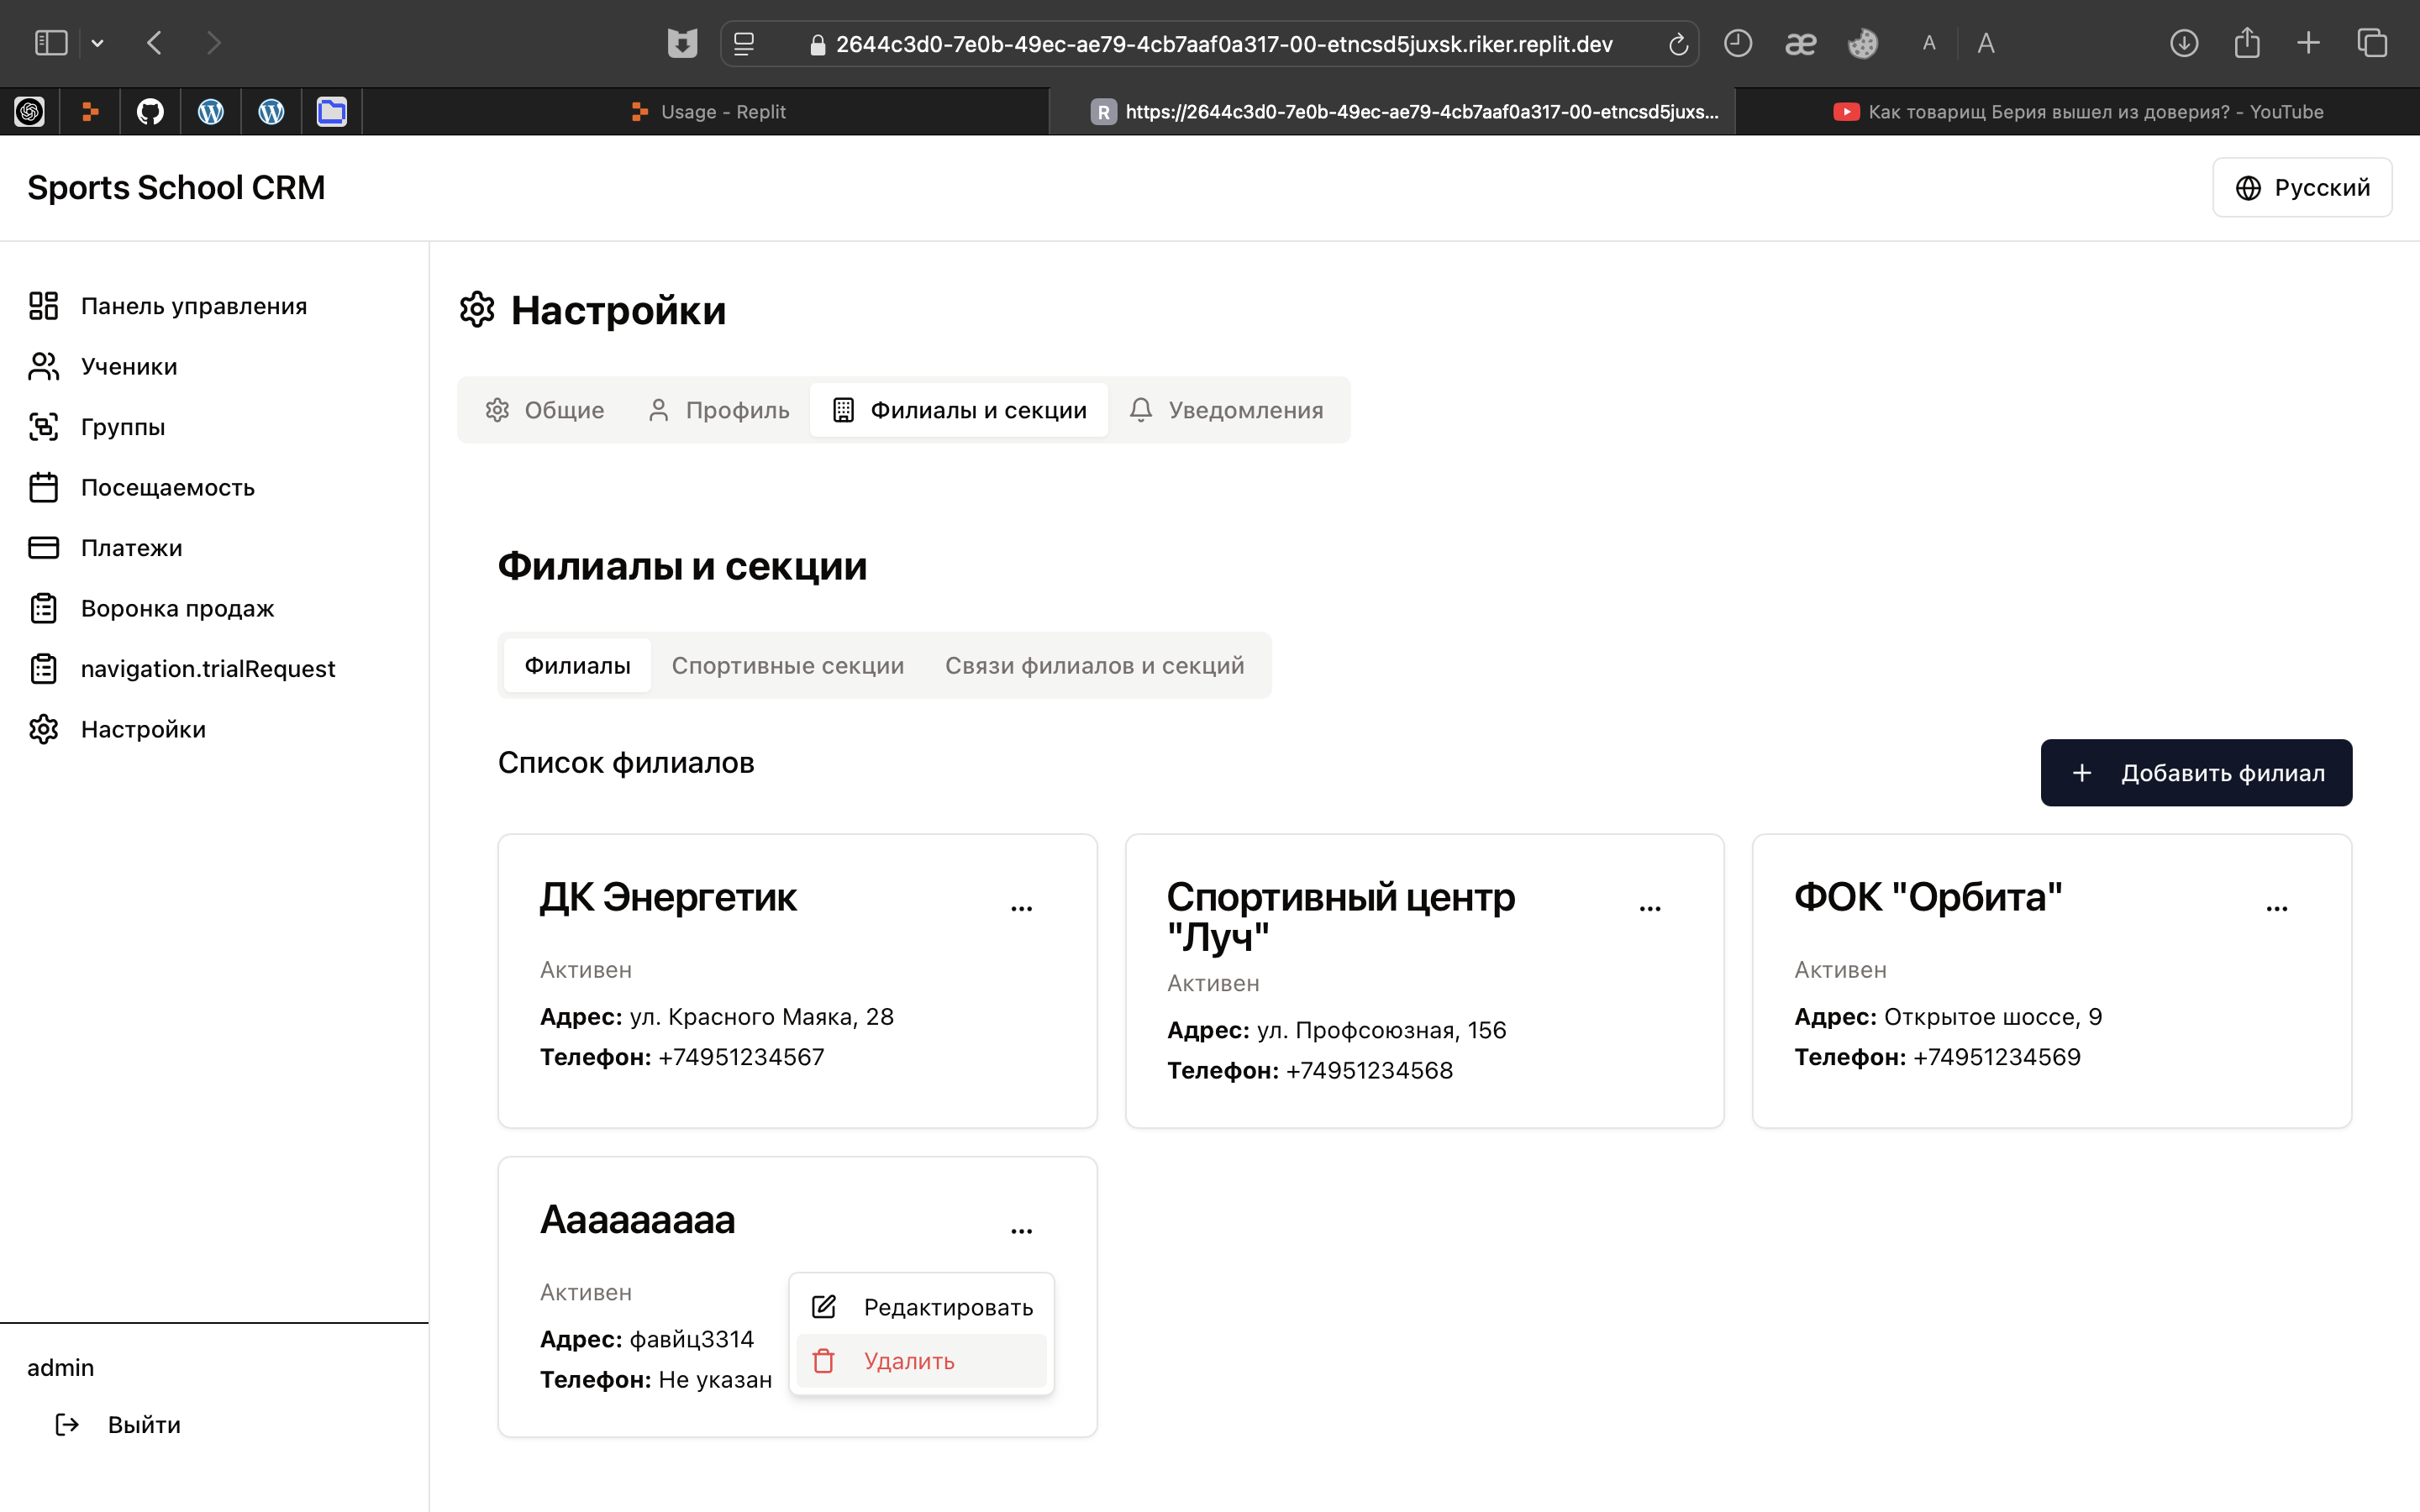 2644c3d0-7e0b-49ec-ae79-4cb7aaf0a317-00-etncsd5juxsk.riker.replit.dev
æ A A
Usage - Replit
R https://2644c3d0-7e0b-49ec-ae79-4cb7aaf0a317-00-etncsd5juxs...
Как товарищ Берия вышел из доверия? - YouTube
Sports School CRM
Русский
Панель управления
Ученики
Группы
Посещаемость
Платежи
Воронка продаж
navigation.trialRequest
Настройки
admin
Выйти
Настройки
Общие
Профиль
Филиалы и секции
Уведомления
Филиалы и секции
Филиалы
Спортивные секции
Связи филиалов и секций
Список филиалов
+ Добавить филиал
ДК Энергетик
...
Активен
Адрес: ул. Красного Маяка, 28
Телефон: +74951234567
Спортивный центр
"Луч"
...
Активен
Адрес: ул. Профсоюзная, 156
Телефон: +74951234568
ФОК "Орбита"
...
Активен
Адрес: Открытое шоссе, 9
Телефон: +74951234569
Ааааааааа
...
Активен
Адрес: фавйц3314
Телефон: Не указан
Редактировать
Удалить